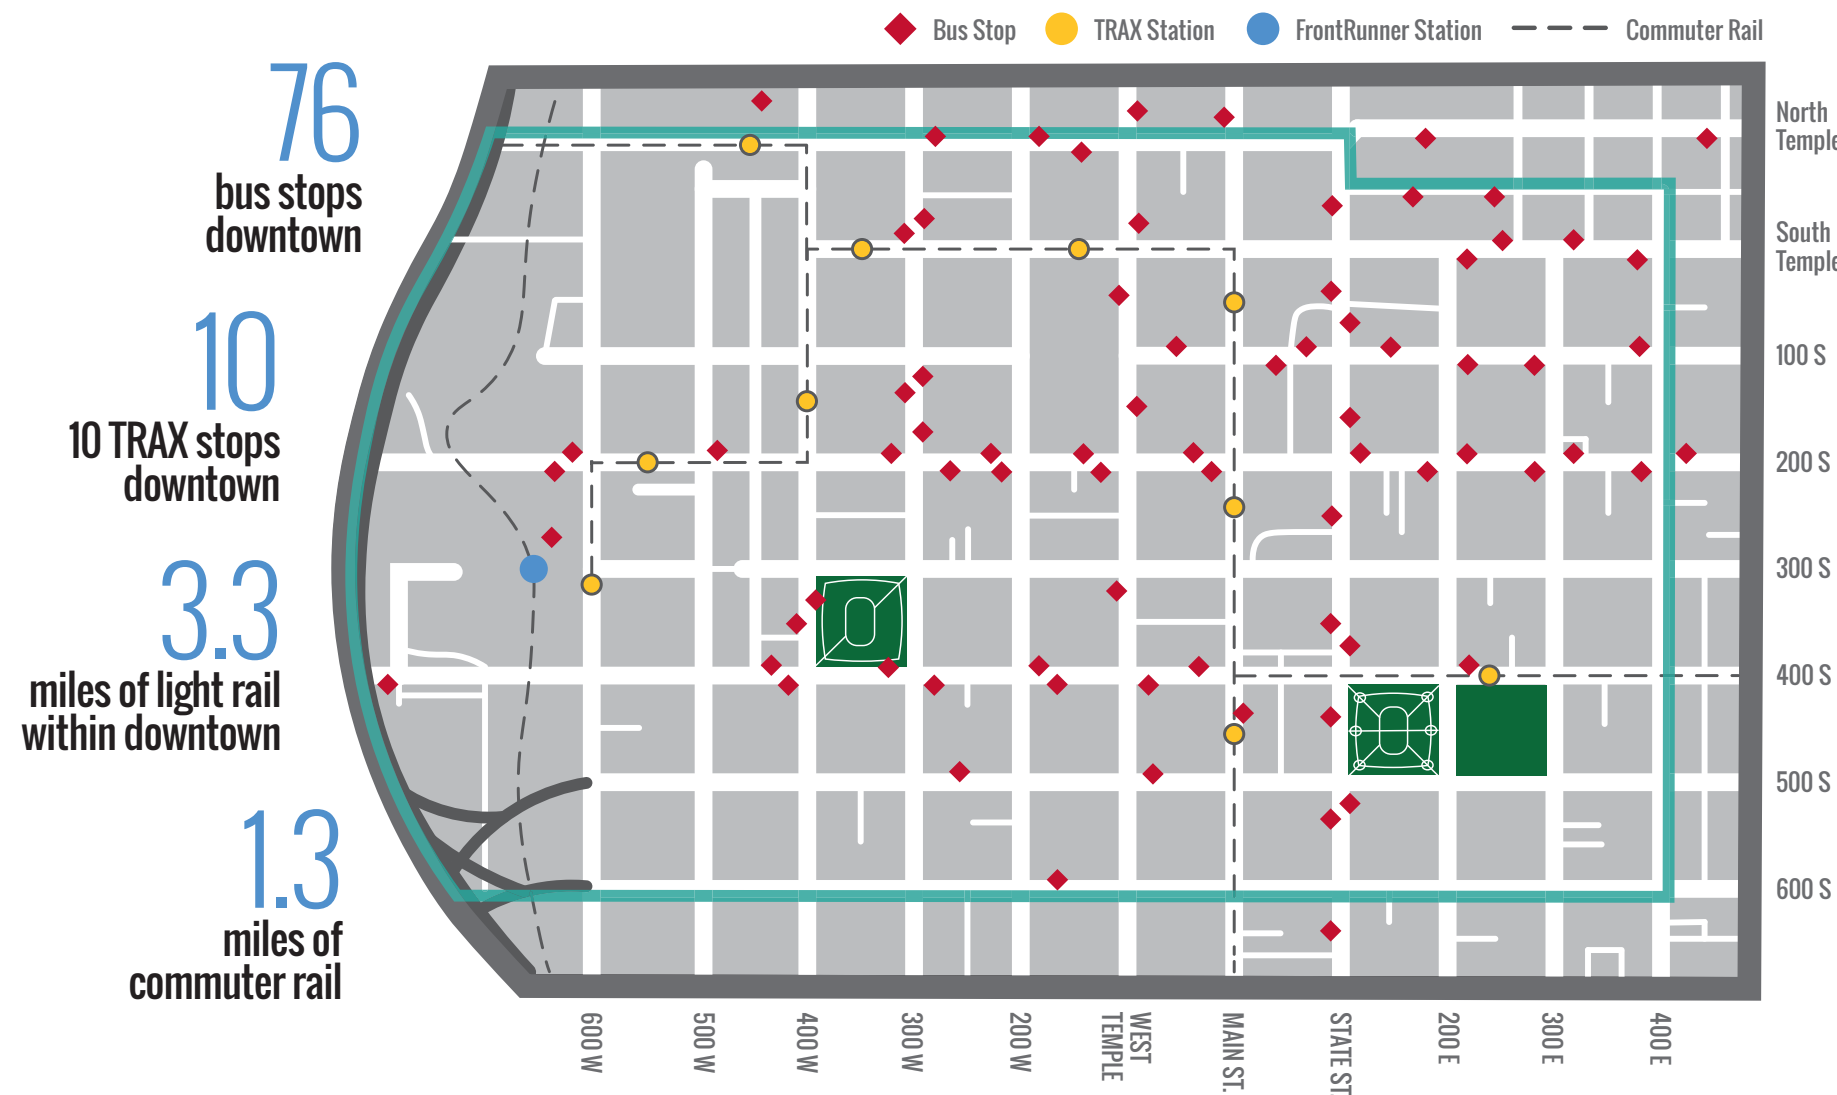 Bus Stop
TRAX Station
FrontRunner Station
Commuter Rail
76
bus stops
downtown
10
10 TRAX stops
downtown
3.3
miles of light rail
within downtown
1.3
miles of
commuter rail
North
Temple
South
Temple
100 S
200 S
300 S
400 S
500 S
600 S
600 W
500 W
400 W
300 W
200 W
WEST
TEMPLE
MAIN ST.
STATE ST.
200 E
300 E
400 E